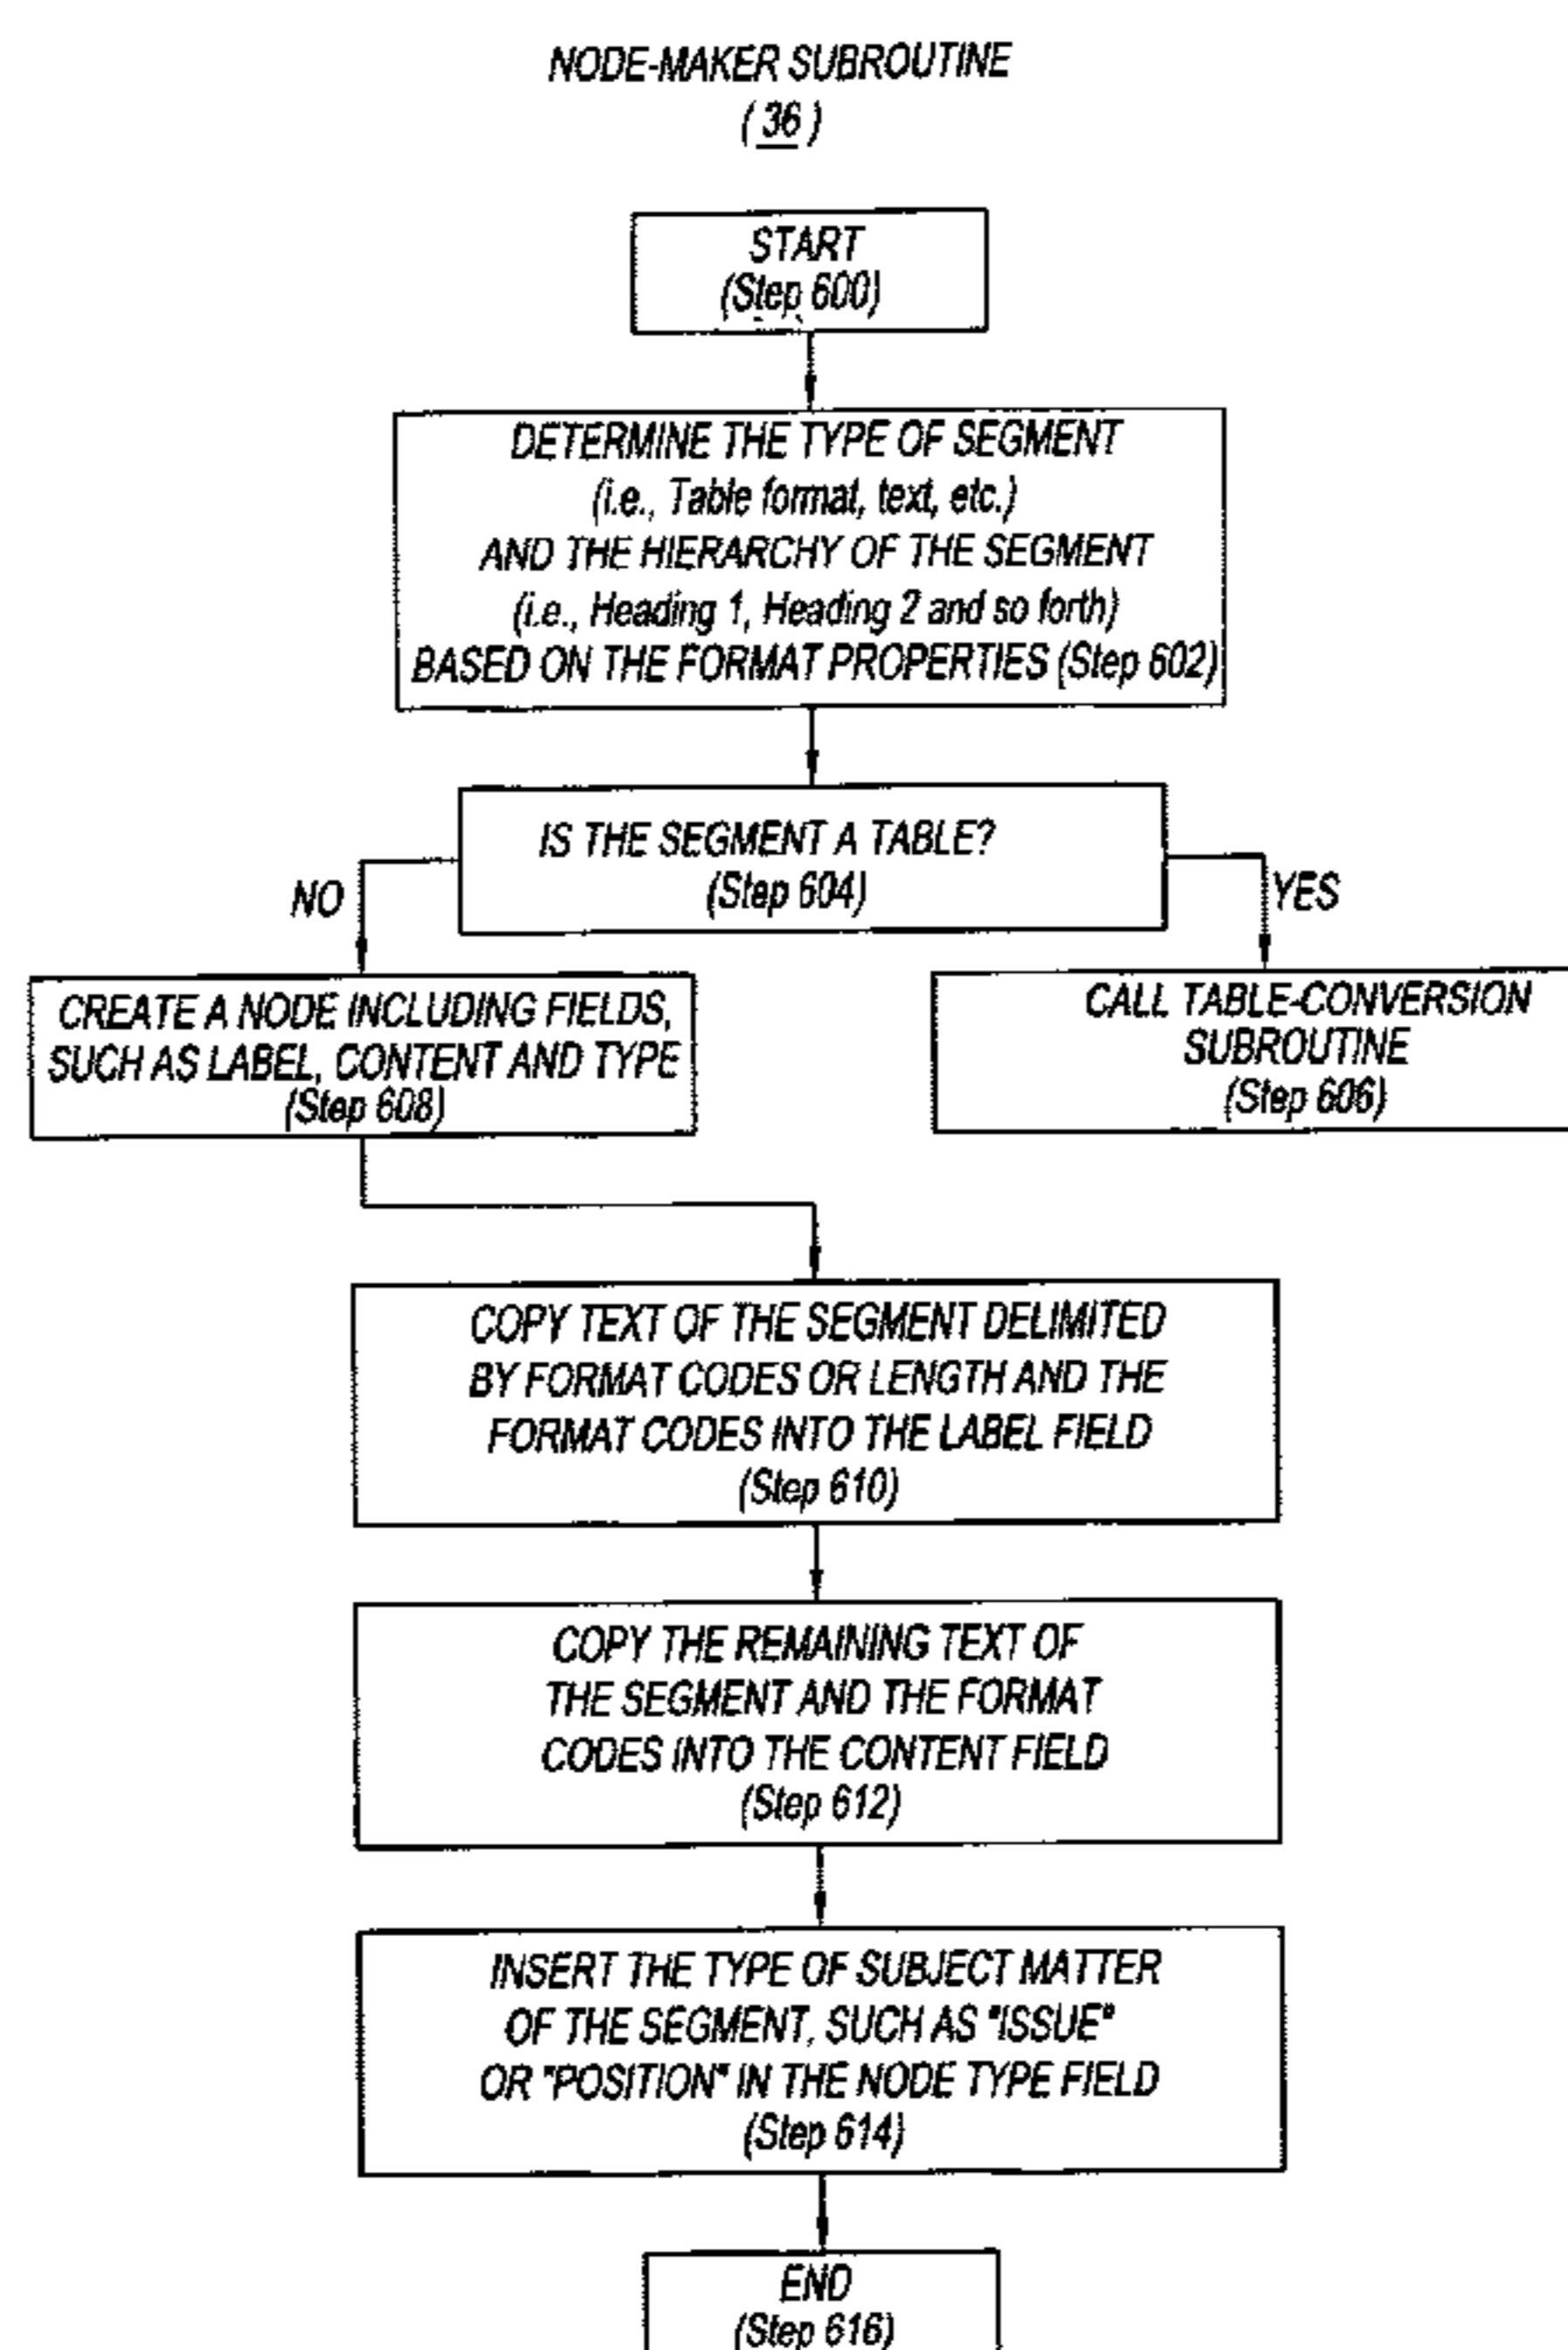 NODE-MAKER SUBROUTINE
(36)
START
(Step 600)
DETERMINE THE TYPE OF SEGMENT
(i.e., Table format, text, etc.)
AND THE HIERARCHY OF THE SEGMENT
(i.e., Heading 1, Heading 2 and so forth)
BASED ON THE FORMAT PROPERTIES (Step 602)
IS THE SEGMENT A TABLE?
(Step 604)
NO
YES
CREATE A NODE INCLUDING FIELDS,
SUCH AS LABEL, CONTENT AND TYPE
(Step 608)
CALL TABLE-CONVERSION
SUBROUTINE
(Step 606)
COPY TEXT OF THE SEGMENT DELIMITED
BY FORMAT CODES OR LENGTH AND THE
FORMAT CODES INTO THE LABEL FIELD
(Step 610)
COPY THE REMAINING TEXT OF
THE SEGMENT AND THE FORMAT
CODES INTO THE CONTENT FIELD
(Step 612)
INSERT THE TYPE OF SUBJECT MATTER
OF THE SEGMENT, SUCH AS "ISSUE"
OR "POSITION" IN THE NODE TYPE FIELD
(Step 614)
END
(Step 616)